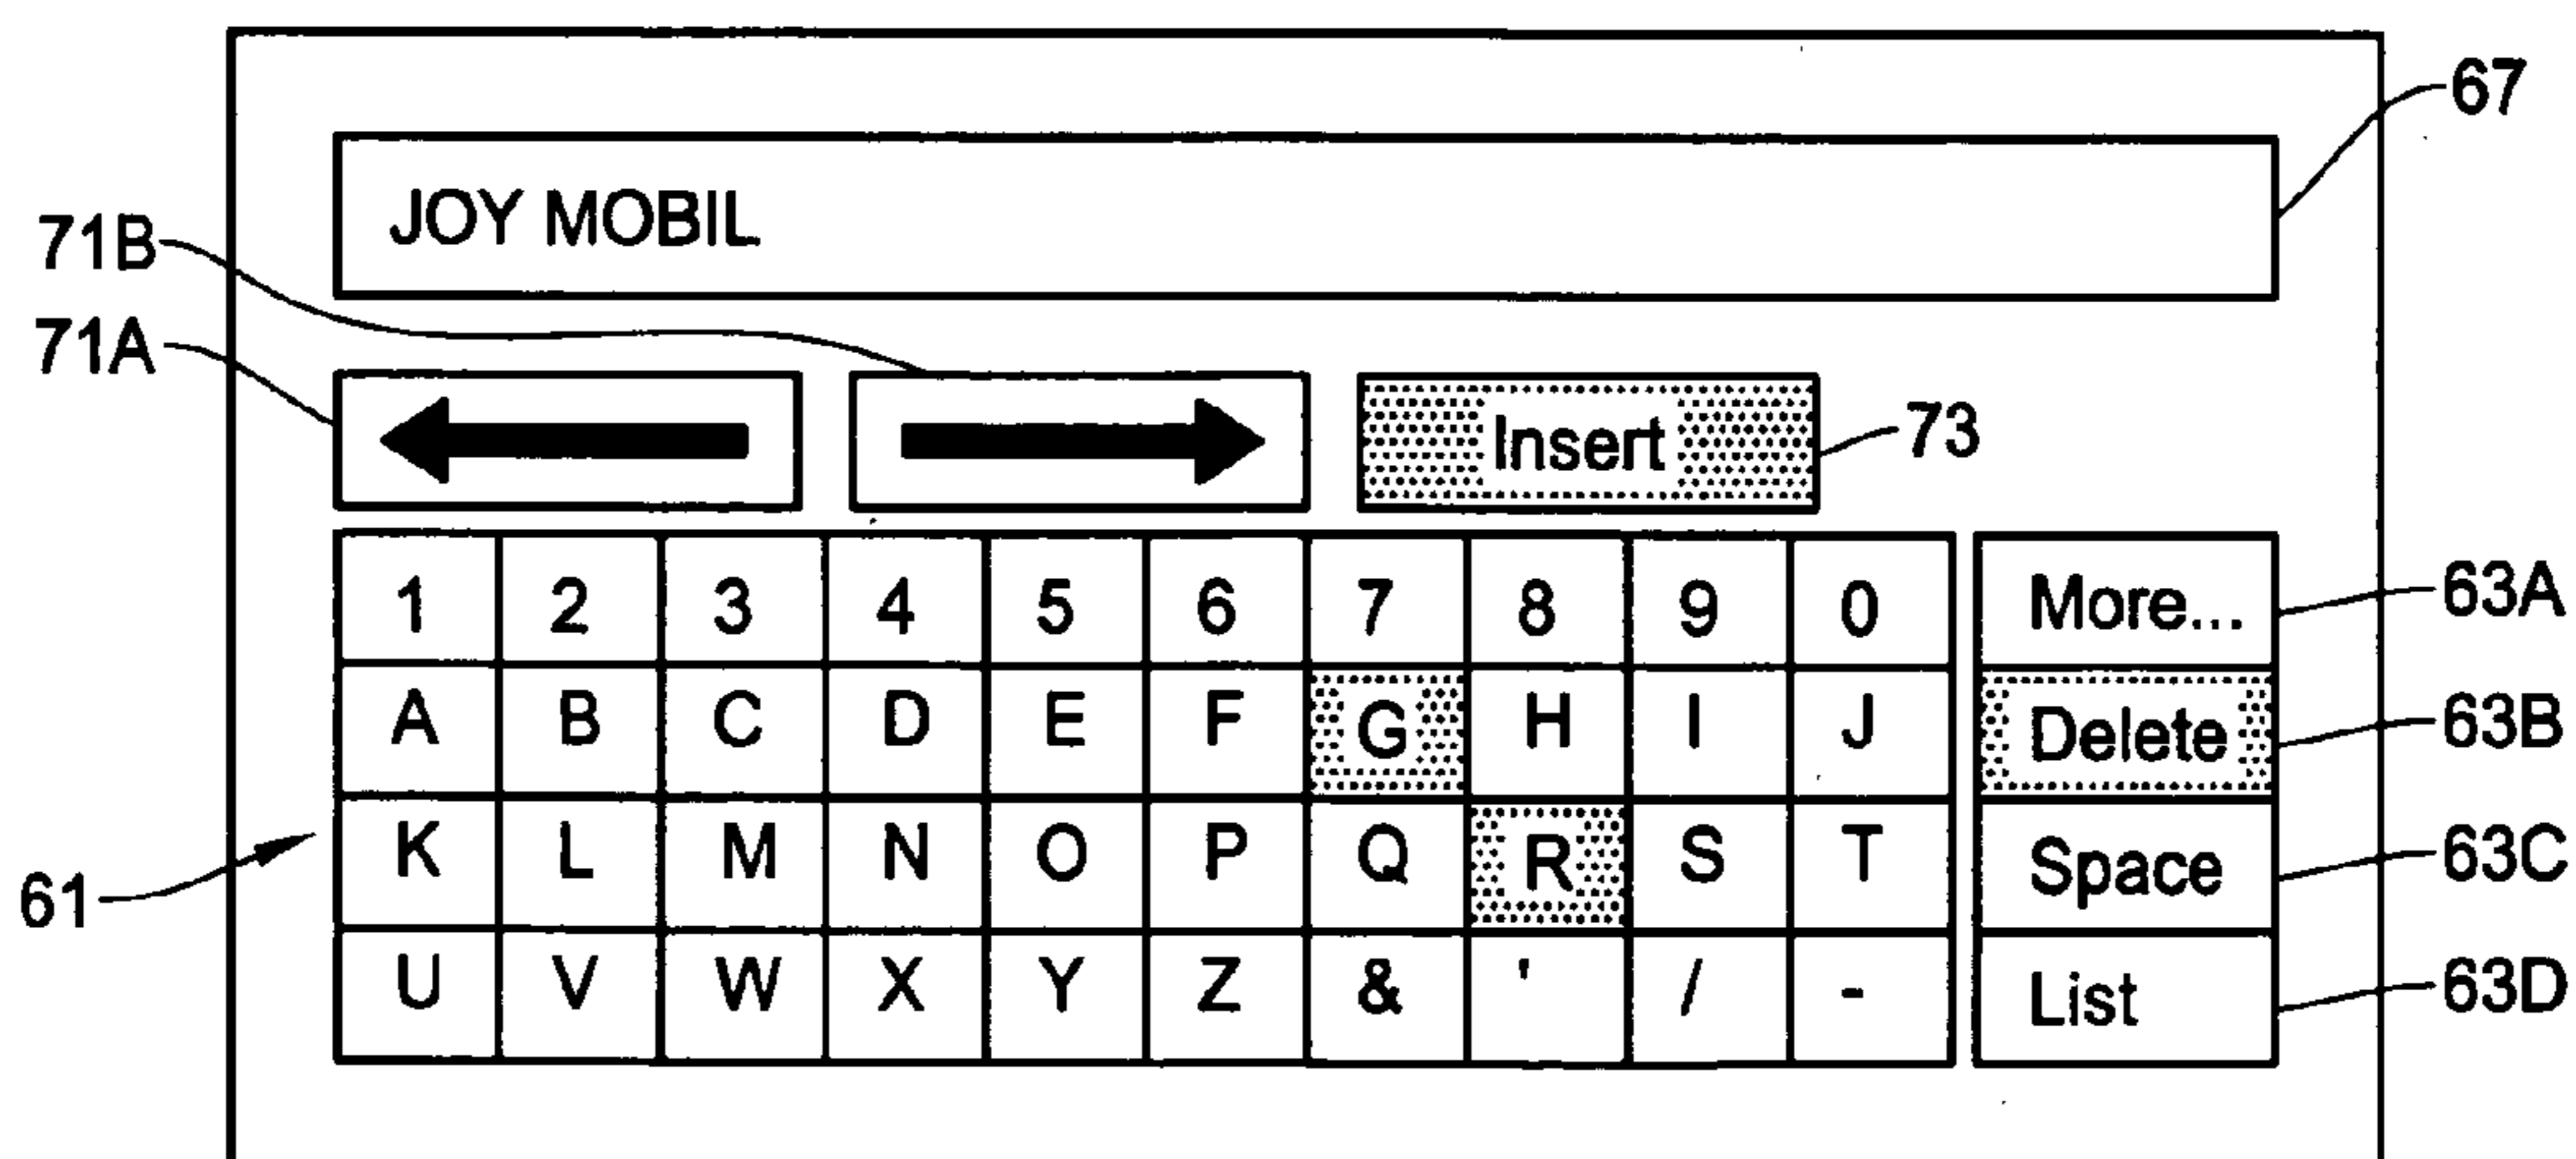 67
JOY MOBIL
71B
71A
Insert
73
1 2 3 4 5 6 7 8 9 0 More... 63A
A B C D E F G H I J Delete 63B
61
K L M N O P Q R S T Space 63C
U V W X Y Z & ' / - List 63D